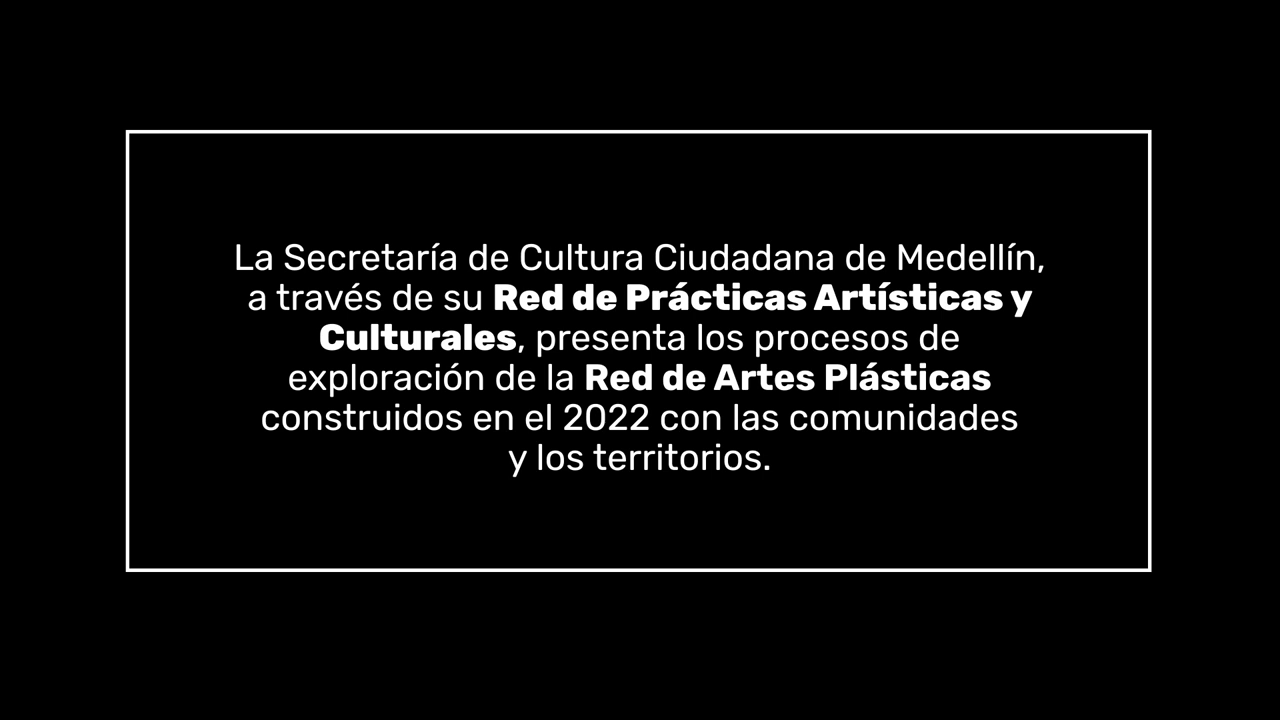 La Secretaría de Cultura Ciudadana de Medellín,
a través de su Red de Prácticas Artísticas y
Culturales, presenta los procesos de
exploración de la Red de Artes Plásticas
construidos en el 2022 con las comunidades
y los territorios.